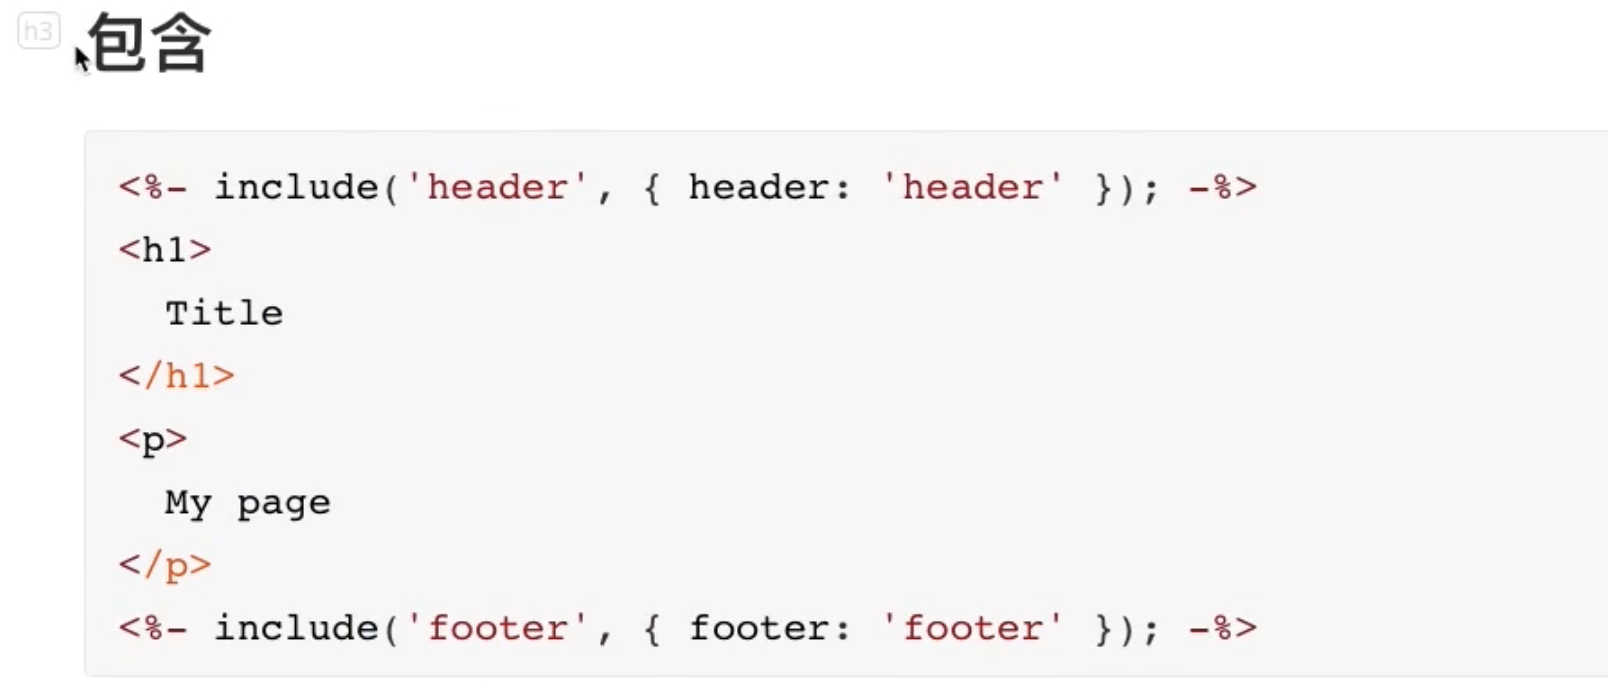 h3
包含
<%- include('header', { header: 'header' }); -%>
<h1>
  Title
</h1>
<p>
  My page
</p>
<%- include('footer', { footer: 'footer' }); -%>